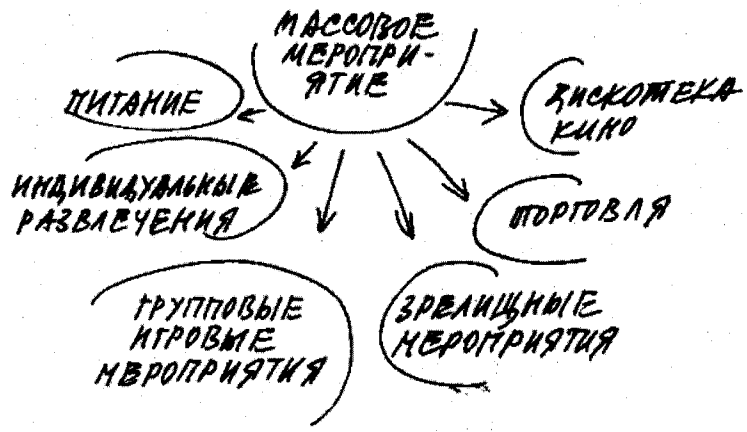 МАССОВОЕ
МЕРОПРИ-
ЯТИЕ
ПИТАНИЕ
ДИСКОТЕКА
КИНО
ИНДИВИДУАЛЬНЫЕ
РАЗВЛЕЧЕНИЯ
ТОРГОВЛЯ
ГРУППОВЫЕ
ИГРОВЫЕ
МЕРОПРИЯТИЯ
ЗРЕЛИЩНЫЕ
МЕРОПРИЯТИЯ